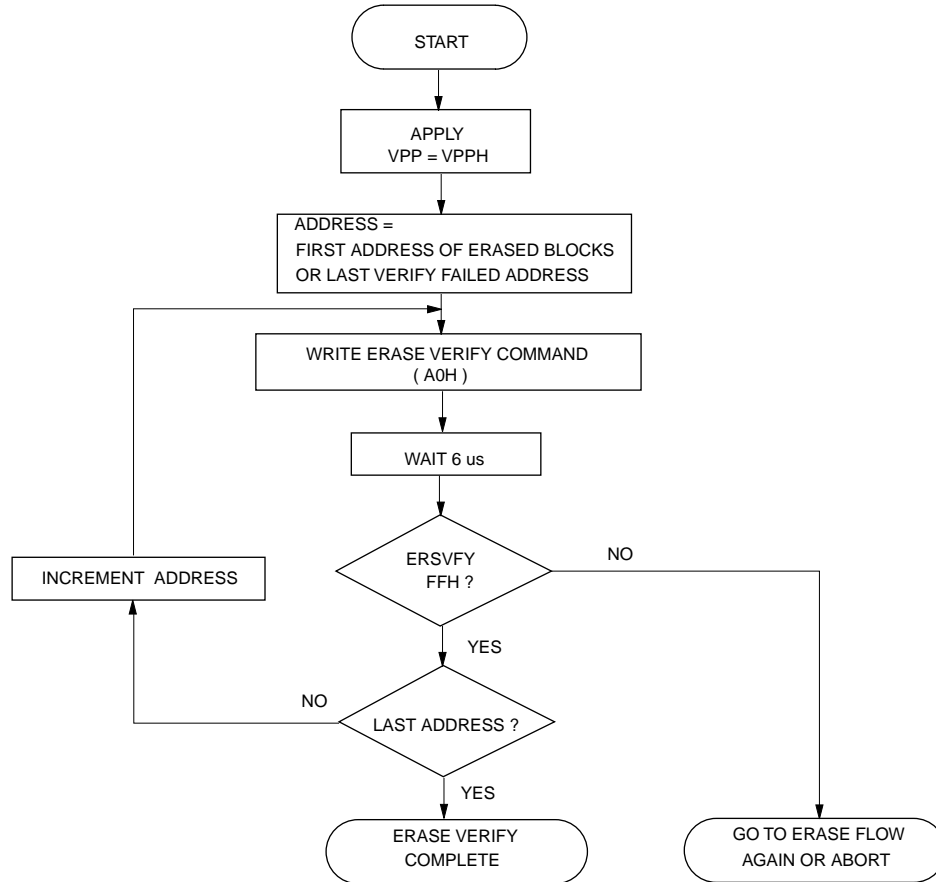 START
APPLY
VPP = VPPH
ADDRESS =
FIRST ADDRESS OF ERASED BLOCKS
OR LAST VERIFY FAILED ADDRESS
WRITE ERASE VERIFY COMMAND
( A0H )
WAIT 6 us
ERSVFY
FFH ?
NO
INCREMENT ADDRESS
YES
NO
LAST ADDRESS ?
YES
ERASE VERIFY
COMPLETE
GO TO ERASE FLOW
AGAIN OR ABORT